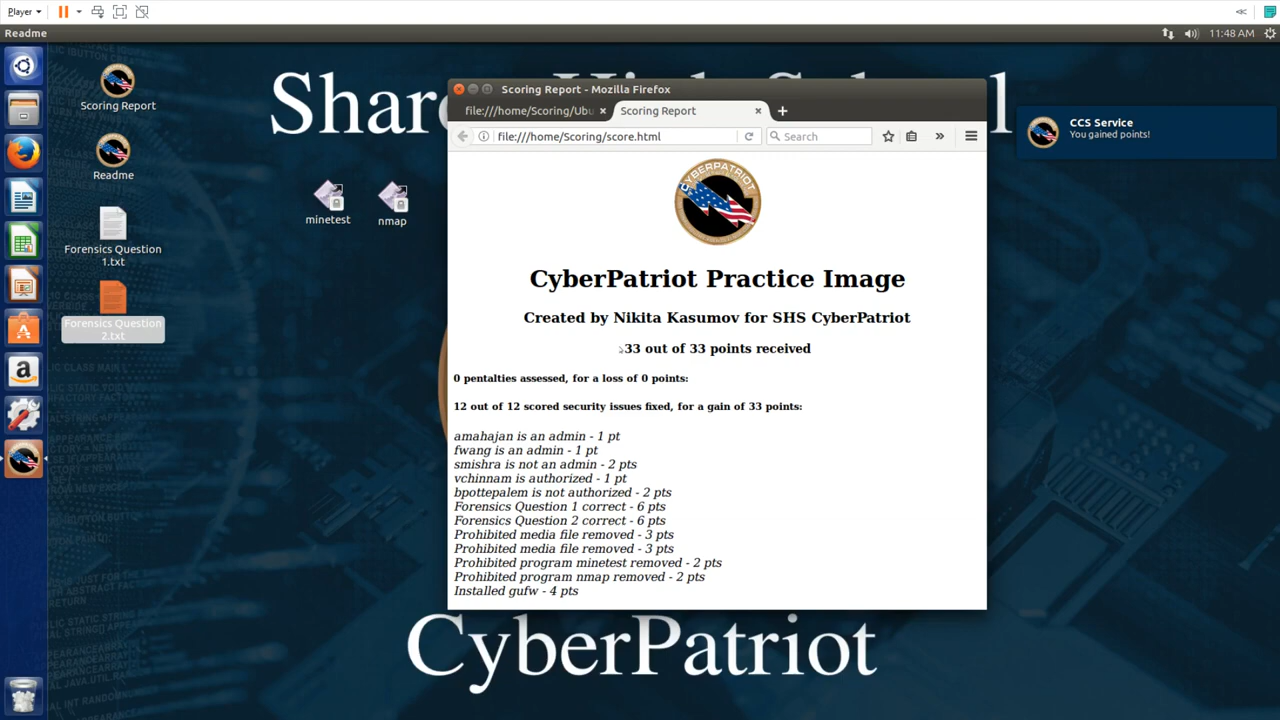 Player
Readme
11:48 AM
Scoring Report
Readme
Forensics Question
1.txt
Forensics Question
2.txt
minetest
nmap
Scoring Report - Mozilla Firefox
file:///home/Scoring/Ubu
Scoring Report
file:///home/Scoring/score.html
Search
CCS Service
You gained points!
CYBERPATRIOT
CyberPatriot Practice Image
Created by Nikita Kasumov for SHS CyberPatriot
33 out of 33 points received
0 pentalties assessed, for a loss of 0 points:
12 out of 12 scored security issues fixed, for a gain of 33 points:
amahajan is an admin - 1 pt
fwang is an admin - 1 pt
smishra is not an admin - 2 pts
vchinnam is authorized - 1 pt
bpottepalem is not authorized - 2 pts
Forensics Question 1 correct - 6 pts
Forensics Question 2 correct - 6 pts
Prohibited media file removed - 3 pts
Prohibited media file removed - 3 pts
Prohibited program minetest removed - 2 pts
Prohibited program nmap removed - 2 pts
Installed gufw - 4 pts
CyberPatriot